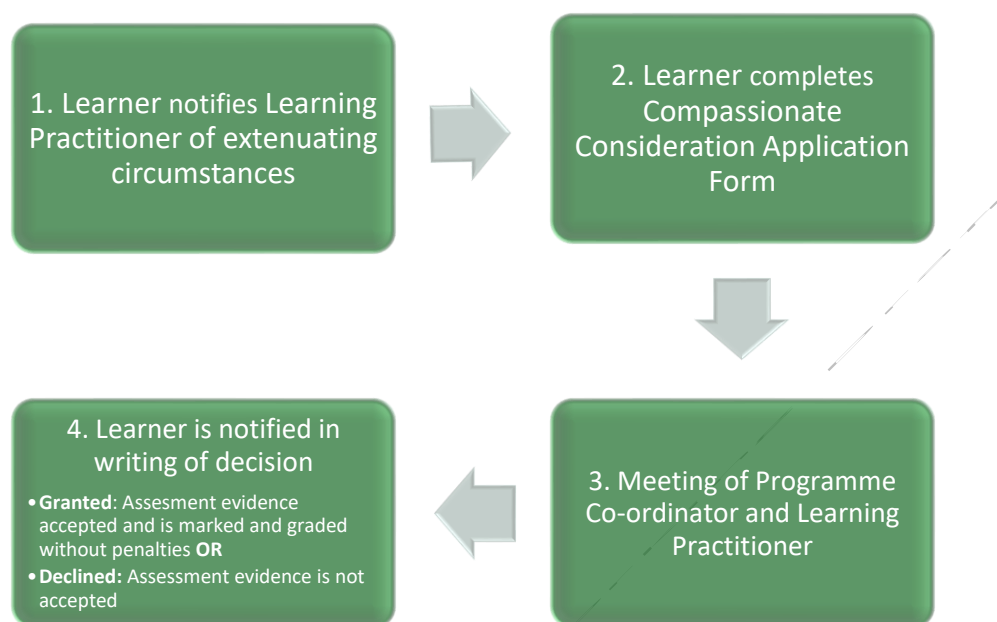 1. Learner notifies Learning
Practitioner of extenuating
circumstances
2. Learner completes
Compassionate
Consideration Application
Form
3. Meeting of Programme
Co-ordinator and Learning
Practitioner
4. Learner is notified in
writing of decision
•Granted: Assesment evidence
accepted and is marked and graded
without penalties OR
•Declined: Assessment evidence is not
accepted